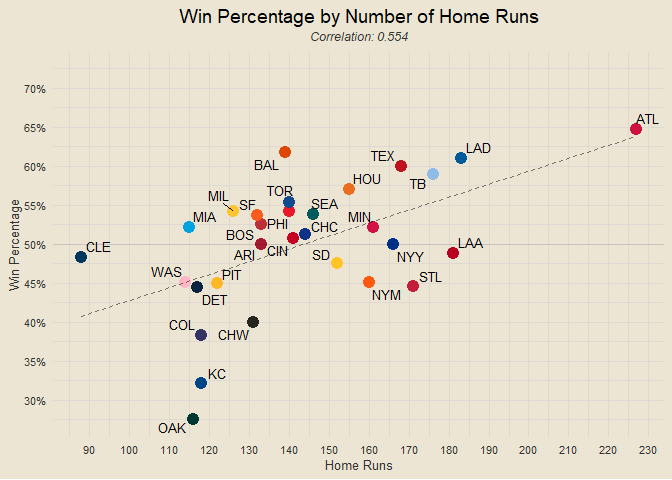 Win Percentage by Number of Home Runs
Correlation: 0.554
70%
65%
60%
55%
50%
45%
40%
35%
30%
Win Percentage
ATL
LAD
TEX
BAL
TB
HOU
TOR
MIL
SF
SEA
MIA
PHI
MIN
BOS
CHC
CLE
ARI
CIN
NYY
LAA
SD
WAS
PIT
STL
DET
NYM
COL
CHW
KC
OAK
90 100 110 120 130 140 150 160 170 180 190 200 210 220 230
Home Runs